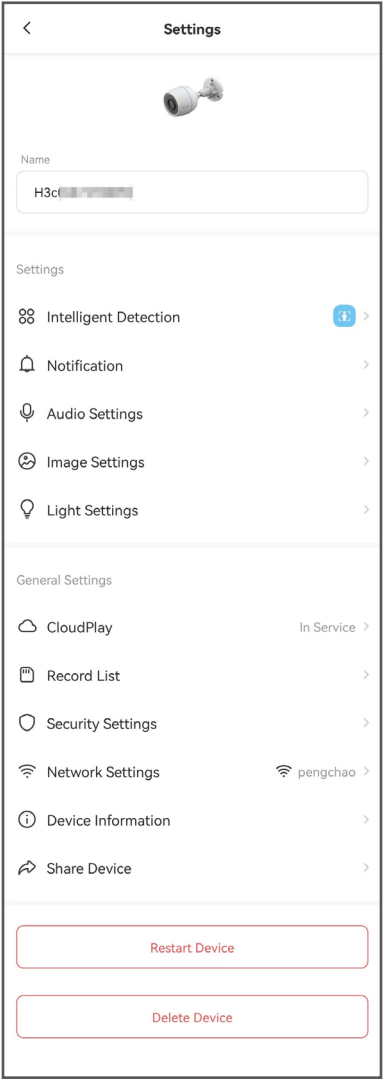 Settings
Name
Settings
Intelligent Detection
Notification
Audio Settings
Image Settings
Light Settings
General Settings
CloudPlay In Service
Record List
Security Settings
Network Settings pengchao
Device Information
Share Device
Restart Device
Delete Device